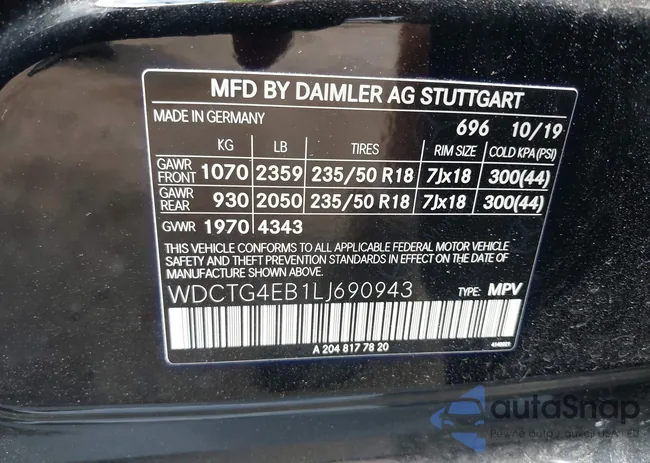 MFD BY DAIMLER AG STUTTGART
MADE IN GERMANY
696 10/19
KG LB TIRES RIM SIZE COLD KPA (PSI)
GAWR FRONT 1070 2359 235/50 R18 7Jx18 300(44)
GAWR REAR 930 2050 235/50 R18 7Jx18 300(44)
GVWR 1970 4343
THIS VEHICLE CONFORMS TO ALL APPLICABLE FEDERAL MOTOR VEHICLE
SAFETY AND THEFT PREVENTION STANDARDS IN EFFECT ON THE DATE OF
MANUFACTURE SHOWN ABOVE.
WDCTG4EB1LJ690943 TYPE: MPV
A 204 817 78 20
autoSnap